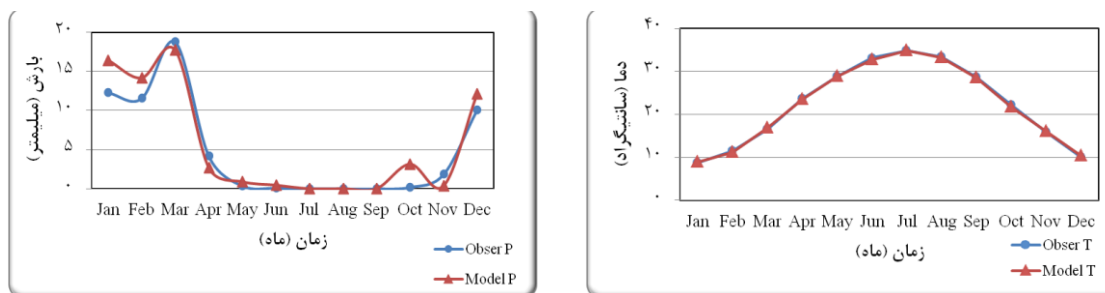 بارش (میلیمتر)
۲۰
۱۵
۱۰
۵
۰
Jan Feb Mar Apr May Jun Jul Aug Sep Oct Nov Dec
زمان (ماه)
Obser P
Model P
دما (سانتیگراد)
۴۰
۳۰
۲۰
۱۰
۰
Jan Feb Mar Apr May Jun Jul Aug Sep Oct Nov Dec
زمان (ماه)
Obser T
Model T